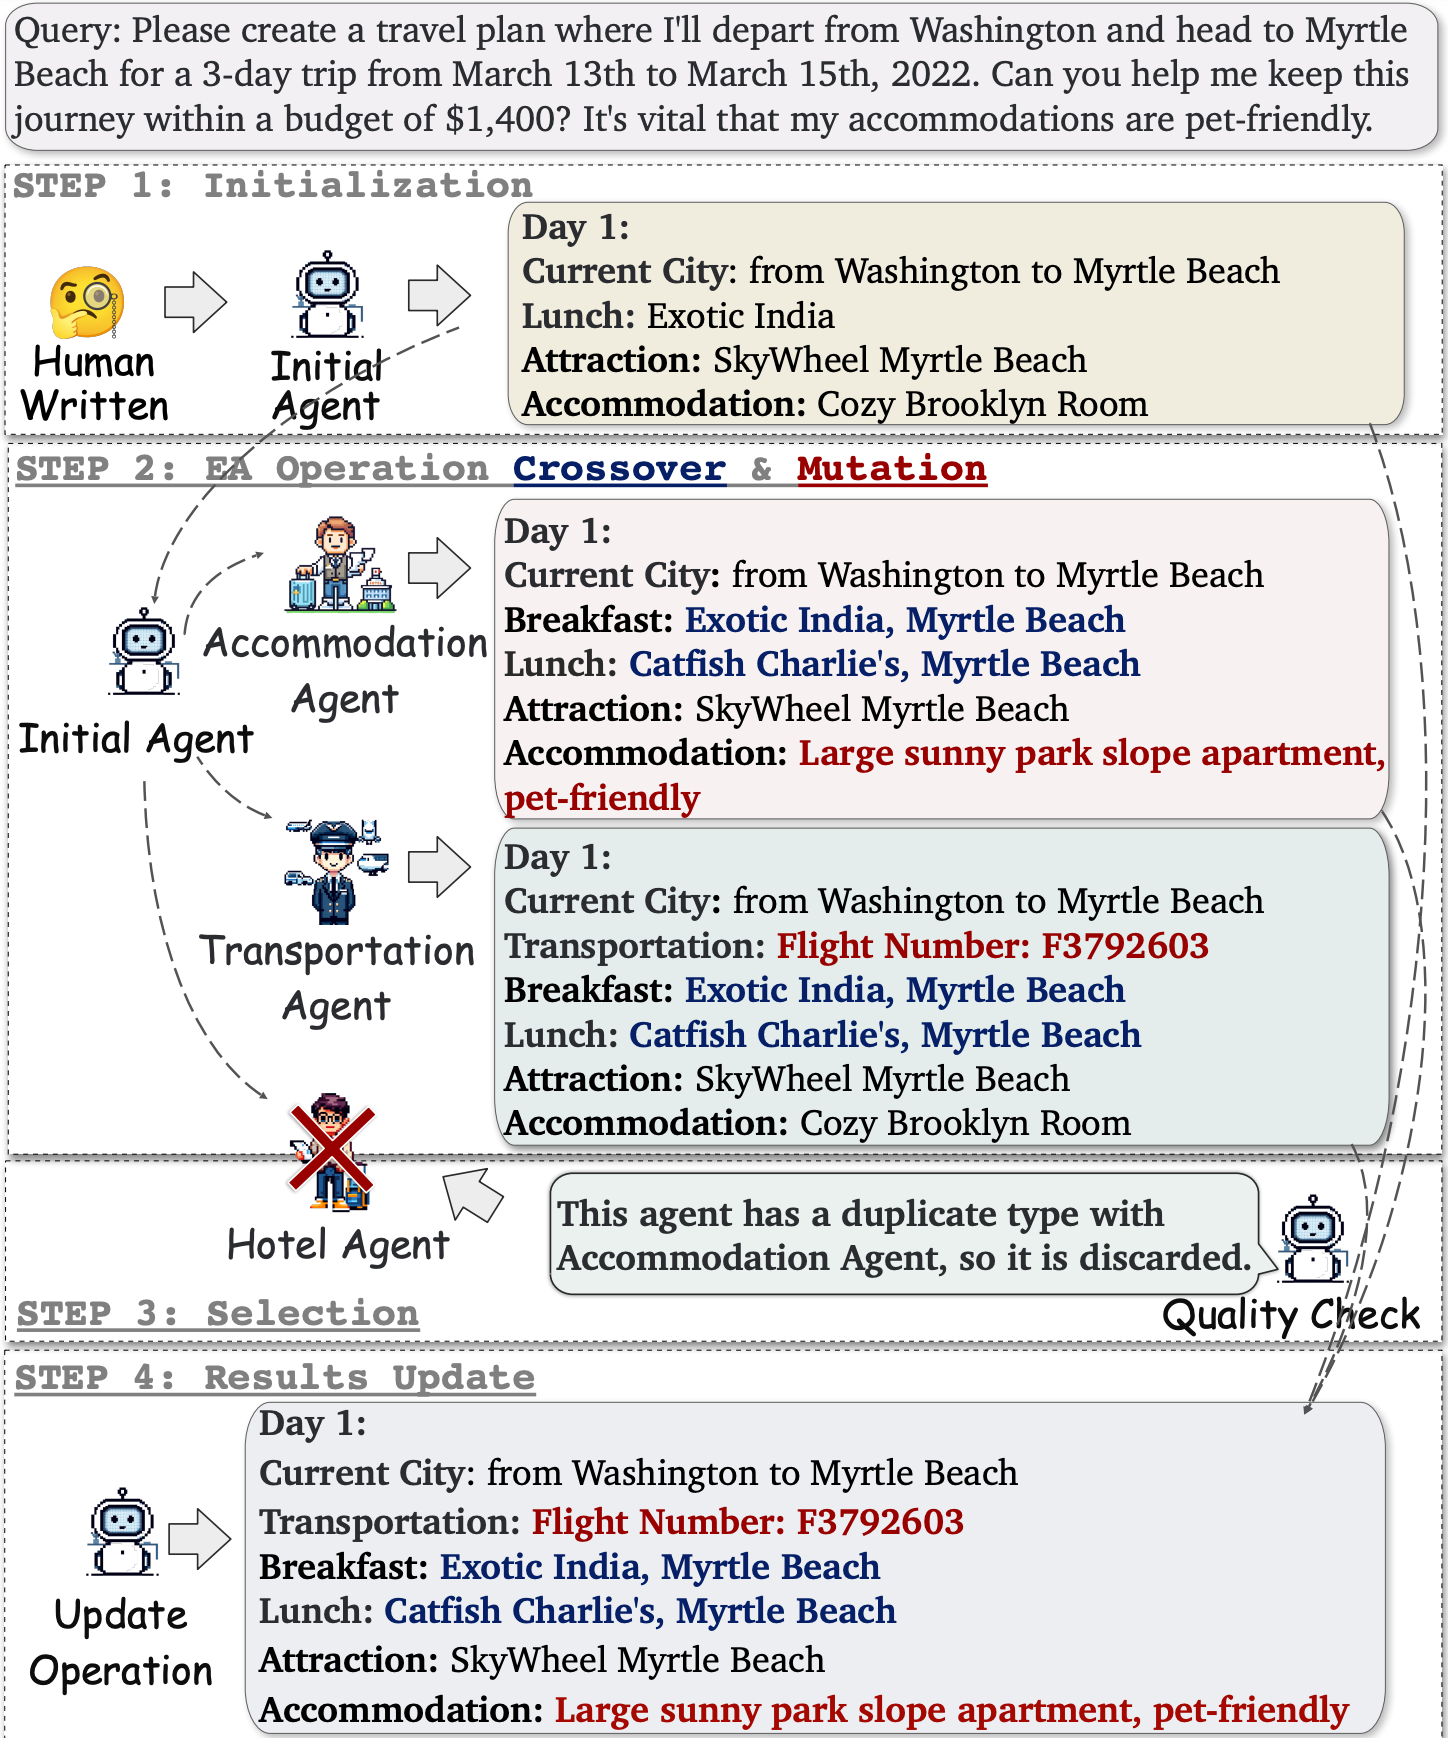 Query: Please create a travel plan where I'll depart from Washington and head to Myrtle
Beach for a 3-day trip from March 13th to March 15th, 2022. Can you help me keep this
journey within a budget of $1,400? It's vital that my accommodations are pet-friendly.
STEP 1: Initialization
Human
Written
Initial
Agent
Day 1:
Current City: from Washington to Myrtle Beach
Lunch: Exotic India
Attraction: SkyWheel Myrtle Beach
Accommodation: Cozy Brooklyn Room
STEP 2: EA Operation Crossover & Mutation
Initial Agent
Accommodation
Agent
Day 1:
Current City: from Washington to Myrtle Beach
Breakfast: Exotic India, Myrtle Beach
Lunch: Catfish Charlie's, Myrtle Beach
Attraction: SkyWheel Myrtle Beach
Accommodation: Large sunny park slope apartment,
pet-friendly
Transportation
Agent
Day 1:
Current City: from Washington to Myrtle Beach
Transportation: Flight Number: F3792603
Breakfast: Exotic India, Myrtle Beach
Lunch: Catfish Charlie's, Myrtle Beach
Attraction: SkyWheel Myrtle Beach
Accommodation: Cozy Brooklyn Room
Hotel Agent
This agent has a duplicate type with
Accommodation Agent, so it is discarded.
Quality Check
STEP 3: Selection
STEP 4: Results Update
Update
Operation
Day 1:
Current City: from Washington to Myrtle Beach
Transportation: Flight Number: F3792603
Breakfast: Exotic India, Myrtle Beach
Lunch: Catfish Charlie's, Myrtle Beach
Attraction: SkyWheel Myrtle Beach
Accommodation: Large sunny park slope apartment, pet-friendly